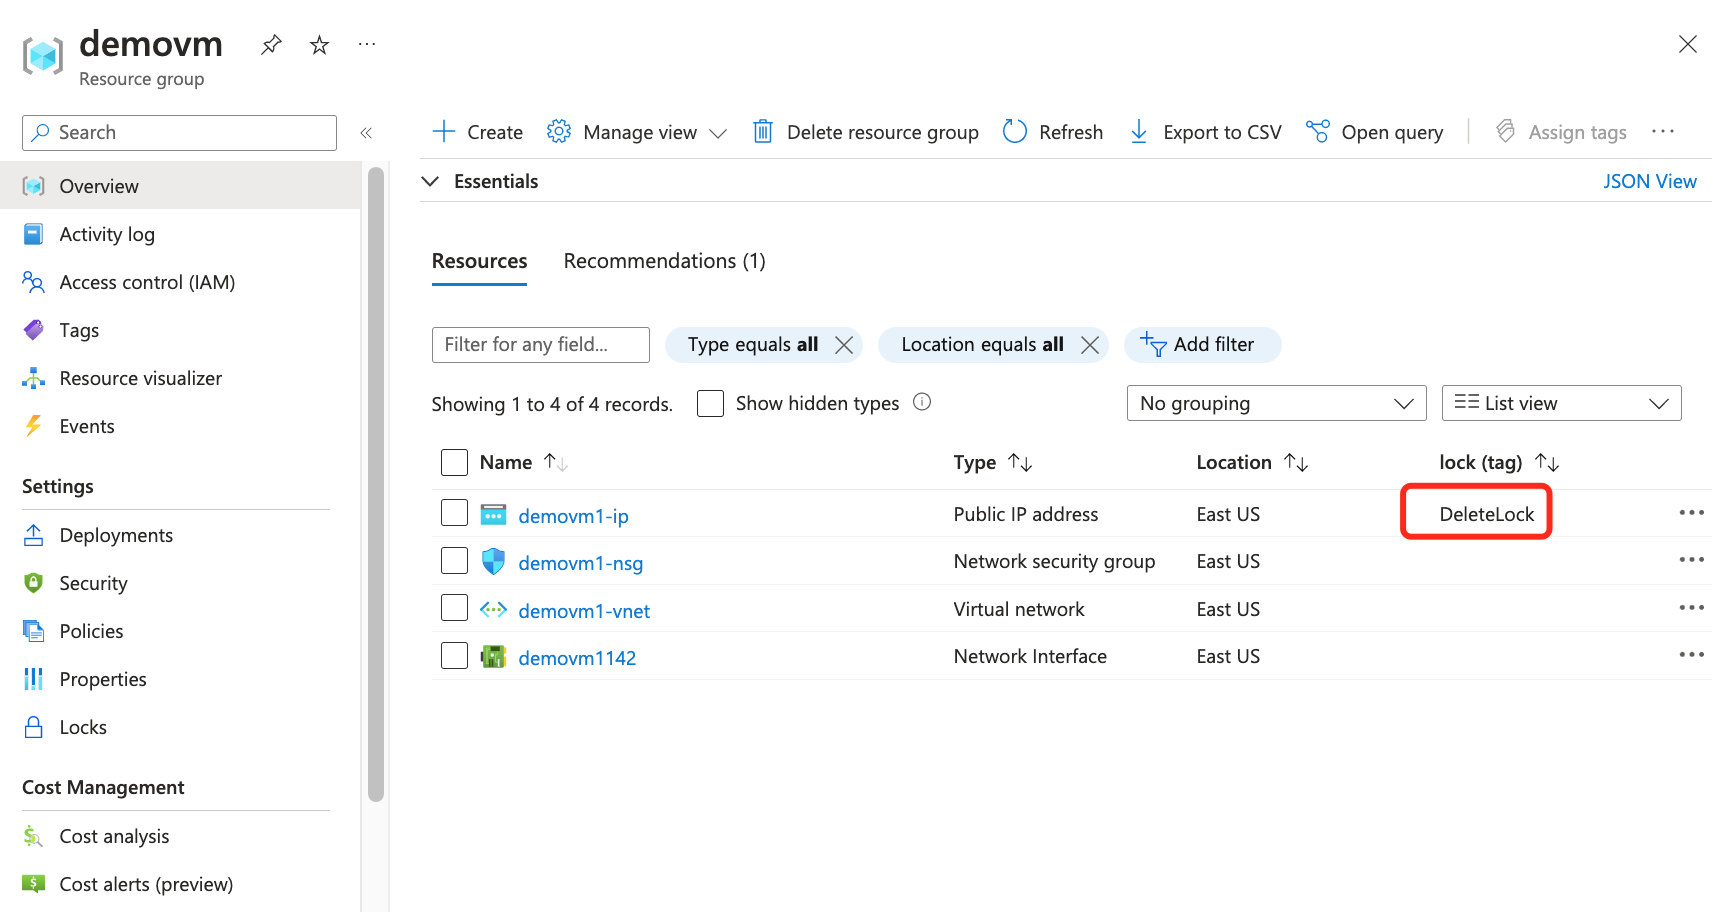 demovm
Resource group
Search
Overview
Activity log
Access control (IAM)
Tags
Resource visualizer
Events
Settings
Deployments
Security
Policies
Properties
Locks
Cost Management
Cost analysis
Cost alerts (preview)
Create Manage view Delete resource group Refresh Export to CSV Open query Assign tags
Essentials JSON View
Resources Recommendations (1)
Filter for any field... Type equals all Location equals all Add filter
Showing 1 to 4 of 4 records. Show hidden types No grouping List view
Name Type Location lock (tag)
demovm1-ip Public IP address East US DeleteLock
demovm1-nsg Network security group East US
demovm1-vnet Virtual network East US
demovm1142 Network Interface East US